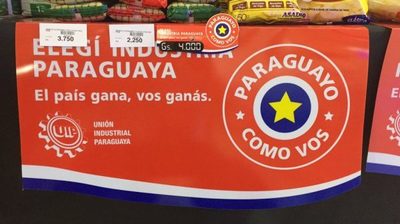 3.750
2.250
Gs. 4.000
ELEGÍ INDUSTRIA
PARAGUAYA
El país gana, vos ganás.
UIP
UNIÓN
INDUSTRIAL
PARAGUAYA
PARAGUAYO
COMO VOS